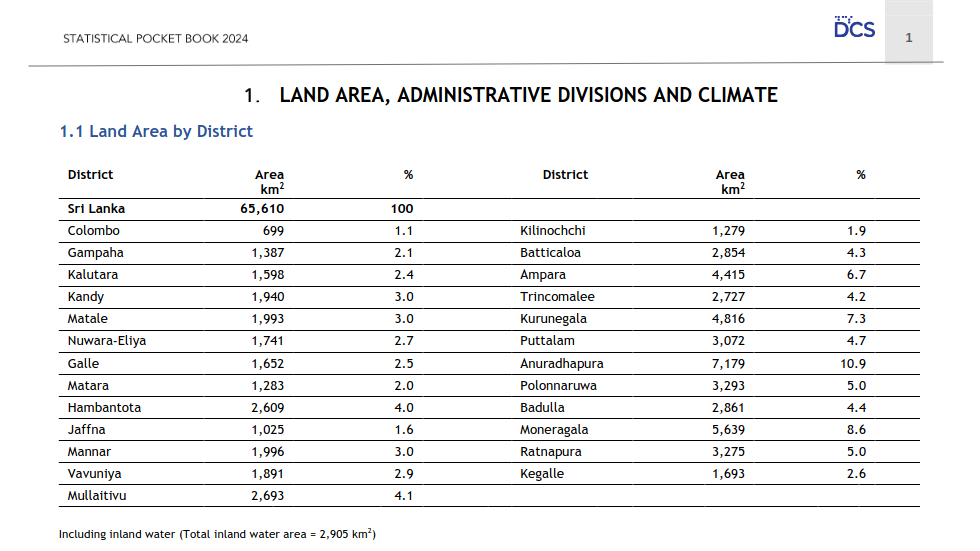 STATISTICAL POCKET BOOK 2024 DCS 1
1. LAND AREA, ADMINISTRATIVE DIVISIONS AND CLIMATE
1.1 Land Area by District
District Area km² % District Area km² %
Sri Lanka 65,610 100
Colombo 699 1.1 Kilinochchi 1,279 1.9
Gampaha 1,387 2.1 Batticaloa 2,854 4.3
Kalutara 1,598 2.4 Ampara 4,415 6.7
Kandy 1,940 3.0 Trincomalee 2,727 4.2
Matale 1,993 3.0 Kurunegala 4,816 7.3
Nuwara-Eliya 1,741 2.7 Puttalam 3,072 4.7
Galle 1,652 2.5 Anuradhapura 7,179 10.9
Matara 1,283 2.0 Polonnaruwa 3,293 5.0
Hambantota 2,609 4.0 Badulla 2,861 4.4
Jaffna 1,025 1.6 Moneragala 5,639 8.6
Mannar 1,996 3.0 Ratnapura 3,275 5.0
Vavuniya 1,891 2.9 Kegalle 1,693 2.6
Mullaitivu 2,693 4.1
Including inland water (Total inland water area = 2,905 km²)